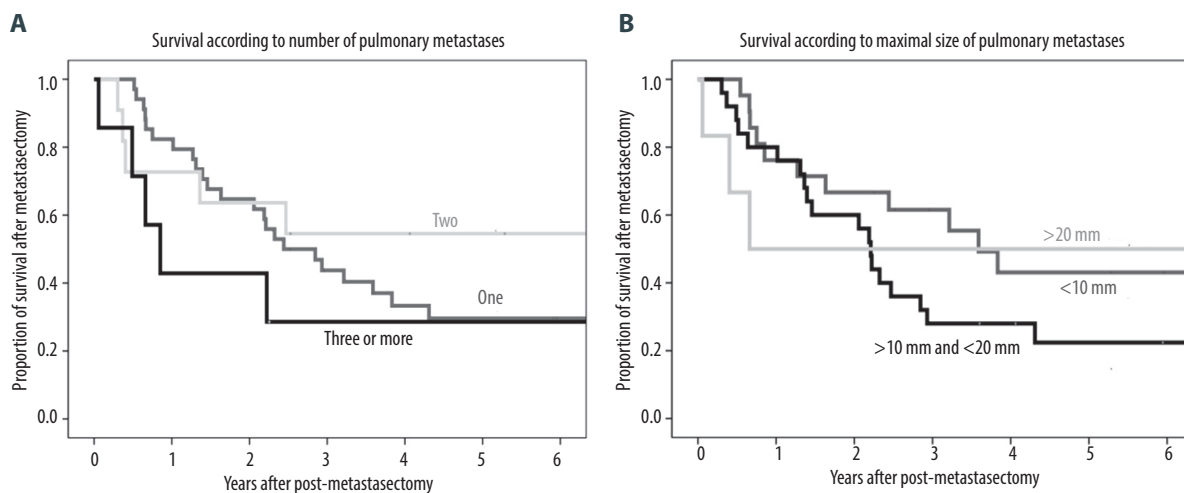 A
Survival according to number of pulmonary metastases
Proportion of survival after metastasectomy
1.0
0.8
0.6
0.4
0.2
0.0
Two
One
Three or more
0 1 2 3 4 5 6
Years after post-metastasectomy
B
Survival according to maximal size of pulmonary metastases
Proportion of survival after metastasectomy
1.0
0.8
0.6
0.4
0.2
0.0
>20 mm
<10 mm
>10 mm and <20 mm
0 1 2 3 4 5 6
Years after post-metastasectomy